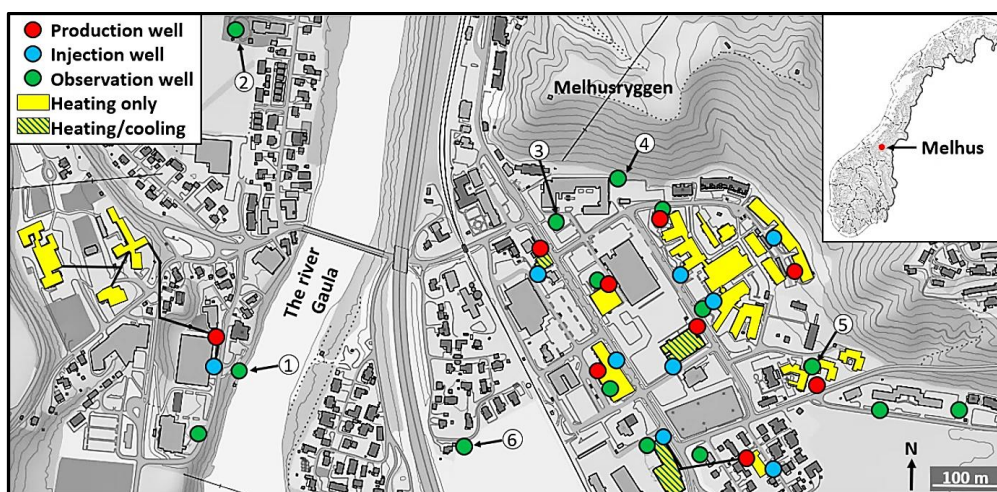 Production well
Injection well
Observation well
Heating only
Heating/cooling
2
Melhusryggen
3
4
Melhus
The river
Gaula
1
5
6
N
100 m